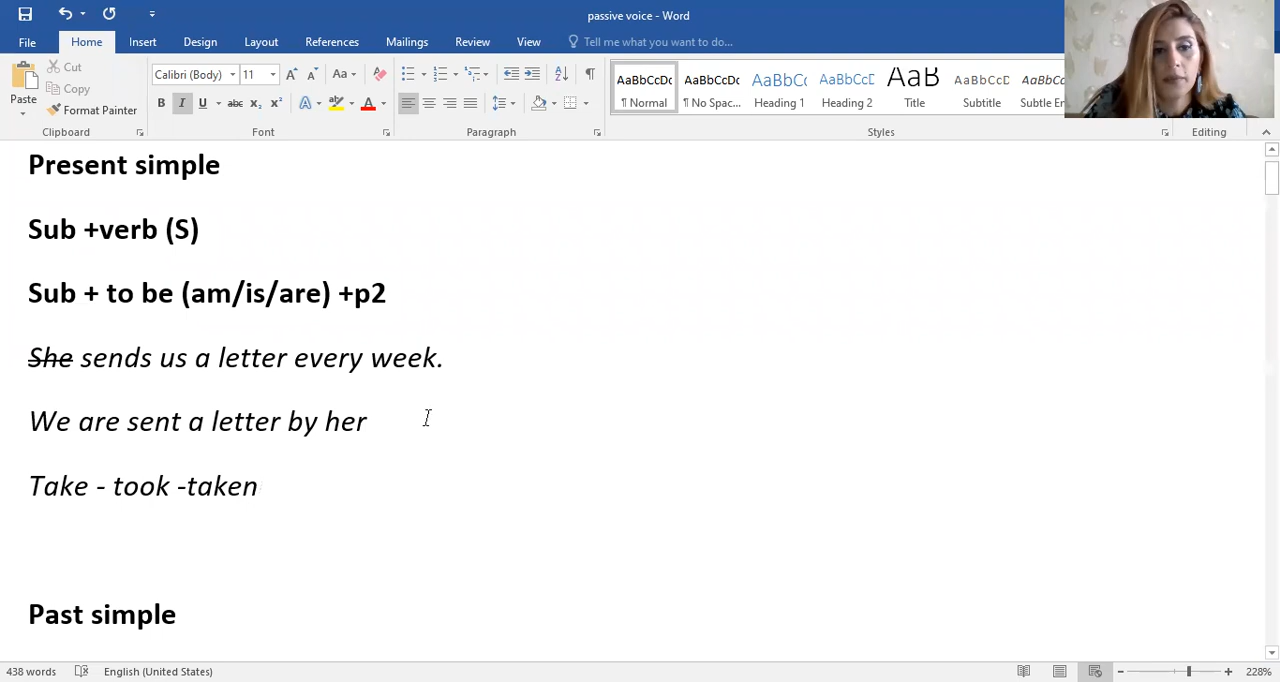 passive voice - Word
File Home Insert Design Layout References Mailings Review View Tell me what you want to do...
Paste
Cut
Copy
Format Painter
Clipboard
Calibri (Body) 11
Font
Paragraph
AaBbCcDc AaBbCcDc AaBbCc AaBbCcE AaB AaBbCcD AaBbCcD
¶ Normal ¶ No Spac... Heading 1 Heading 2 Title Subtitle Subtle Em
Styles
Editing
Present simple
Sub +verb (S)
Sub + to be (am/is/are) +p2
She sends us a letter every week.
We are sent a letter by her
Take - took -taken
Past simple
438 words English (United States) 228%